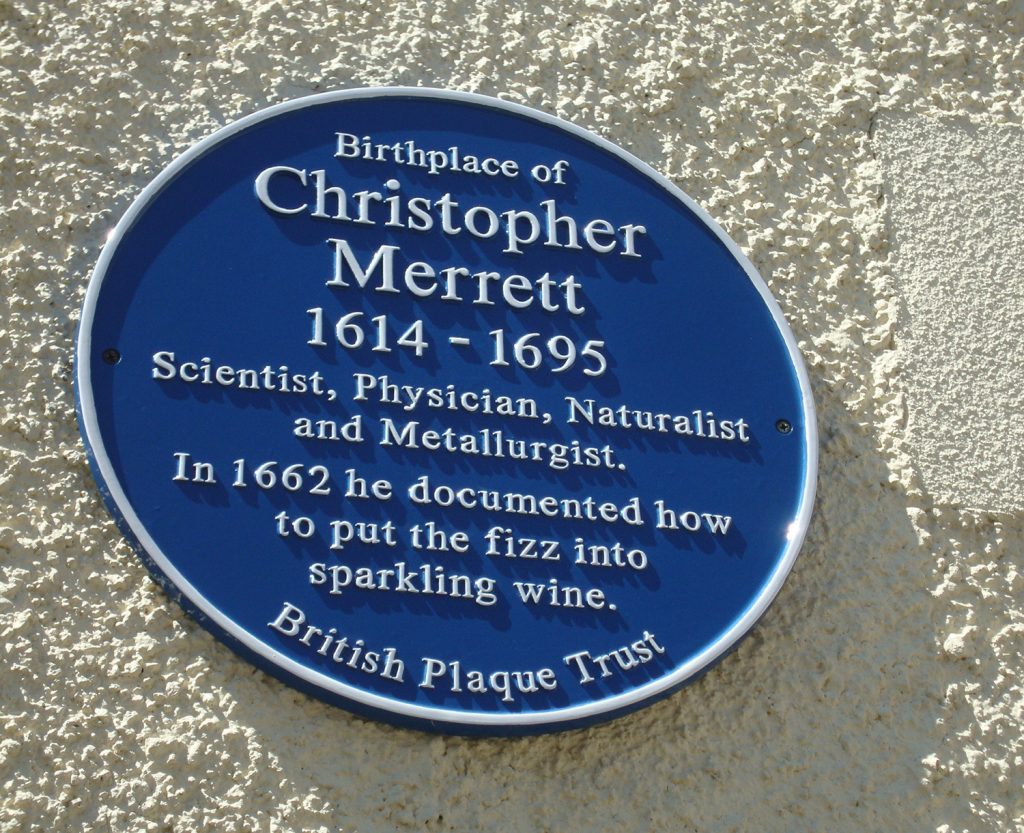 Birthplace of
Christopher
Merrett
1614 - 1695
Scientist, Physician, Naturalist
and Metallurgist.
In 1662 he documented how
to put the fizz into
sparkling wine.
British Plaque Trust